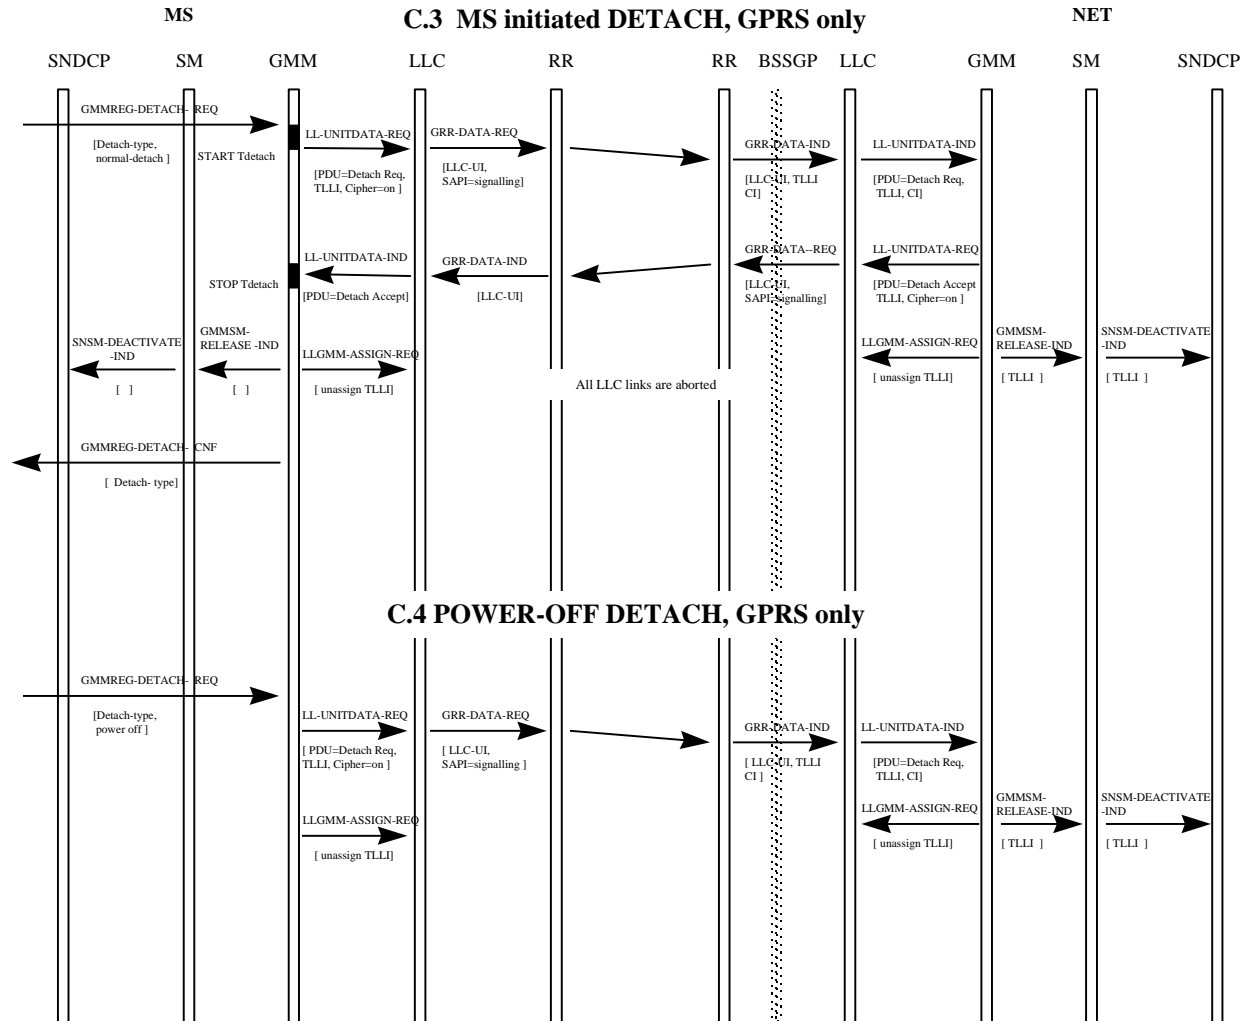 MS C.3 MS initiated DETACH, GPRS only NET
SNDCP SM GMM LLC RR RR BSSGP LLC GMM SM SNDCP
GMMREG-DETACH- REQ
[Detach-type,
normal-detach ]
START Tdetach
LL-UNITDATA-REQ
[PDU=Detach Req,
TLLI, Cipher=on ]
GRR-DATA-REQ
[LLC-UI,
SAPI=signalling]
GRR-DATA-IND
[LLC-UI, TLLI
CI]
LL-UNITDATA-IND
[PDU=Detach Req,
TLLI, CI]
LL-UNITDATA-REQ
[PDU=Detach Accept
TLLI, Cipher=on ]
GRR-DATA--REQ
[LLC-UI,
SAPI=signalling]
GRR-DATA-IND
[LLC-UI]
LL-UNITDATA-IND
[PDU=Detach Accept]
STOP Tdetach
SNSM-DEACTIVATE
-IND
[ ]
GMMSM-
RELEASE -IND
[ ]
LLGMM-ASSIGN-REQ
[ unassign TLLI]
All LLC links are aborted
LLGMM-ASSIGN-REQ
[ unassign TLLI]
GMMSM-
RELEASE-IND
[ TLLI ]
SNSM-DEACTIVATE
-IND
[ TLLI ]
GMMREG-DETACH- CNF
[ Detach- type]
C.4 POWER-OFF DETACH, GPRS only
GMMREG-DETACH- REQ
[Detach-type,
power off ]
LL-UNITDATA-REQ
[ PDU=Detach Req,
TLLI, Cipher=on ]
GRR-DATA-REQ
[ LLC-UI,
SAPI=signalling ]
GRR-DATA-IND
[ LLC-UI, TLLI
CI ]
LL-UNITDATA-IND
[PDU=Detach Req,
TLLI, CI]
LLGMM-ASSIGN-REQ
[ unassign TLLI]
LLGMM-ASSIGN-REQ
[ unassign TLLI]
GMMSM-
RELEASE-IND
[ TLLI ]
SNSM-DEACTIVATE
-IND
[ TLLI ]